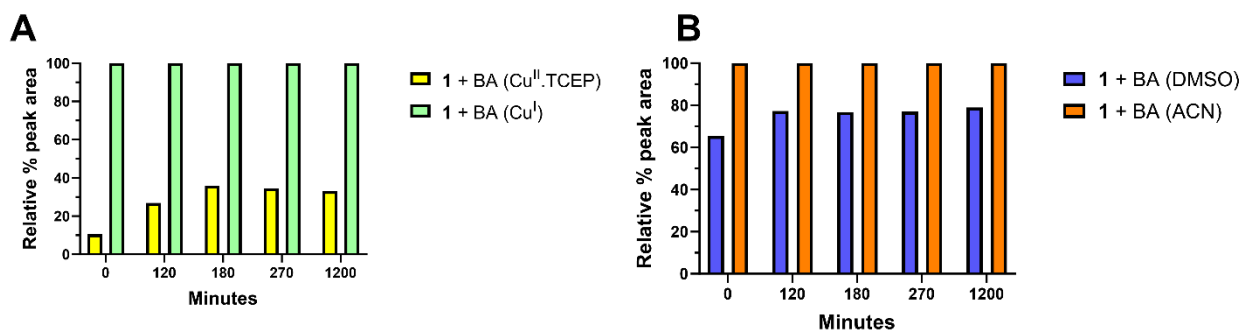 A
Relative % peak area
100
80
60
40
20
0
0 120 180 270 1200
Minutes
1 + BA (Cuᴵᴵ.TCEP)
1 + BA (Cuᴵ)
B
Relative % peak area
100
80
60
40
20
0
0 120 180 270 1200
Minutes
1 + BA (DMSO)
1 + BA (ACN)